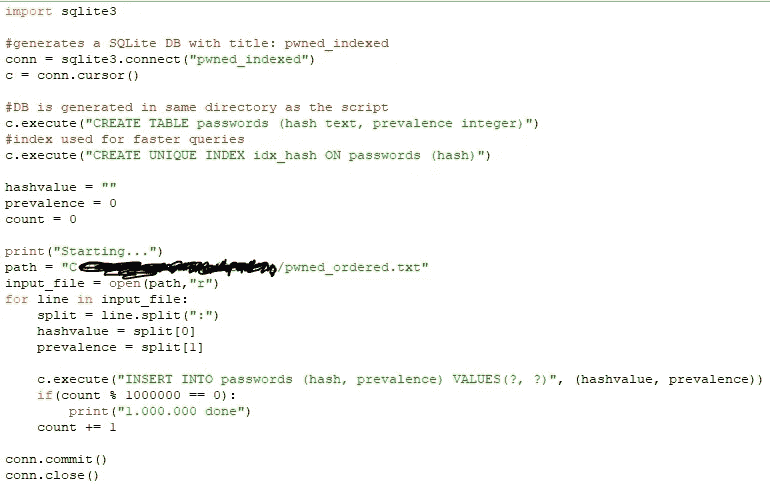 import sqlite3
#generates a SQLite DB with title: pwned_indexed
conn = sqlite3.connect("pwned_indexed")
c = conn.cursor()
#DB is generated in same directory as the script
c.execute("CREATE TABLE passwords (hash text, prevalence integer)")
#index used for faster queries
c.execute("CREATE UNIQUE INDEX idx_hash ON passwords (hash)")
hashvalue = ""
prevalence = 0
count = 0
print("Starting...")
path = "C /pwned_ordered.txt"
input_file = open(path,"r")
for line in input_file:
    split = line.split(":")
    hashvalue = split[0]
    prevalence = split[1]
    c.execute("INSERT INTO passwords (hash, prevalence) VALUES(?, ?)", (hashvalue, prevalence))
    if(count % 1000000 == 0):
        print("1.000.000 done")
    count += 1
conn.commit()
conn.close()